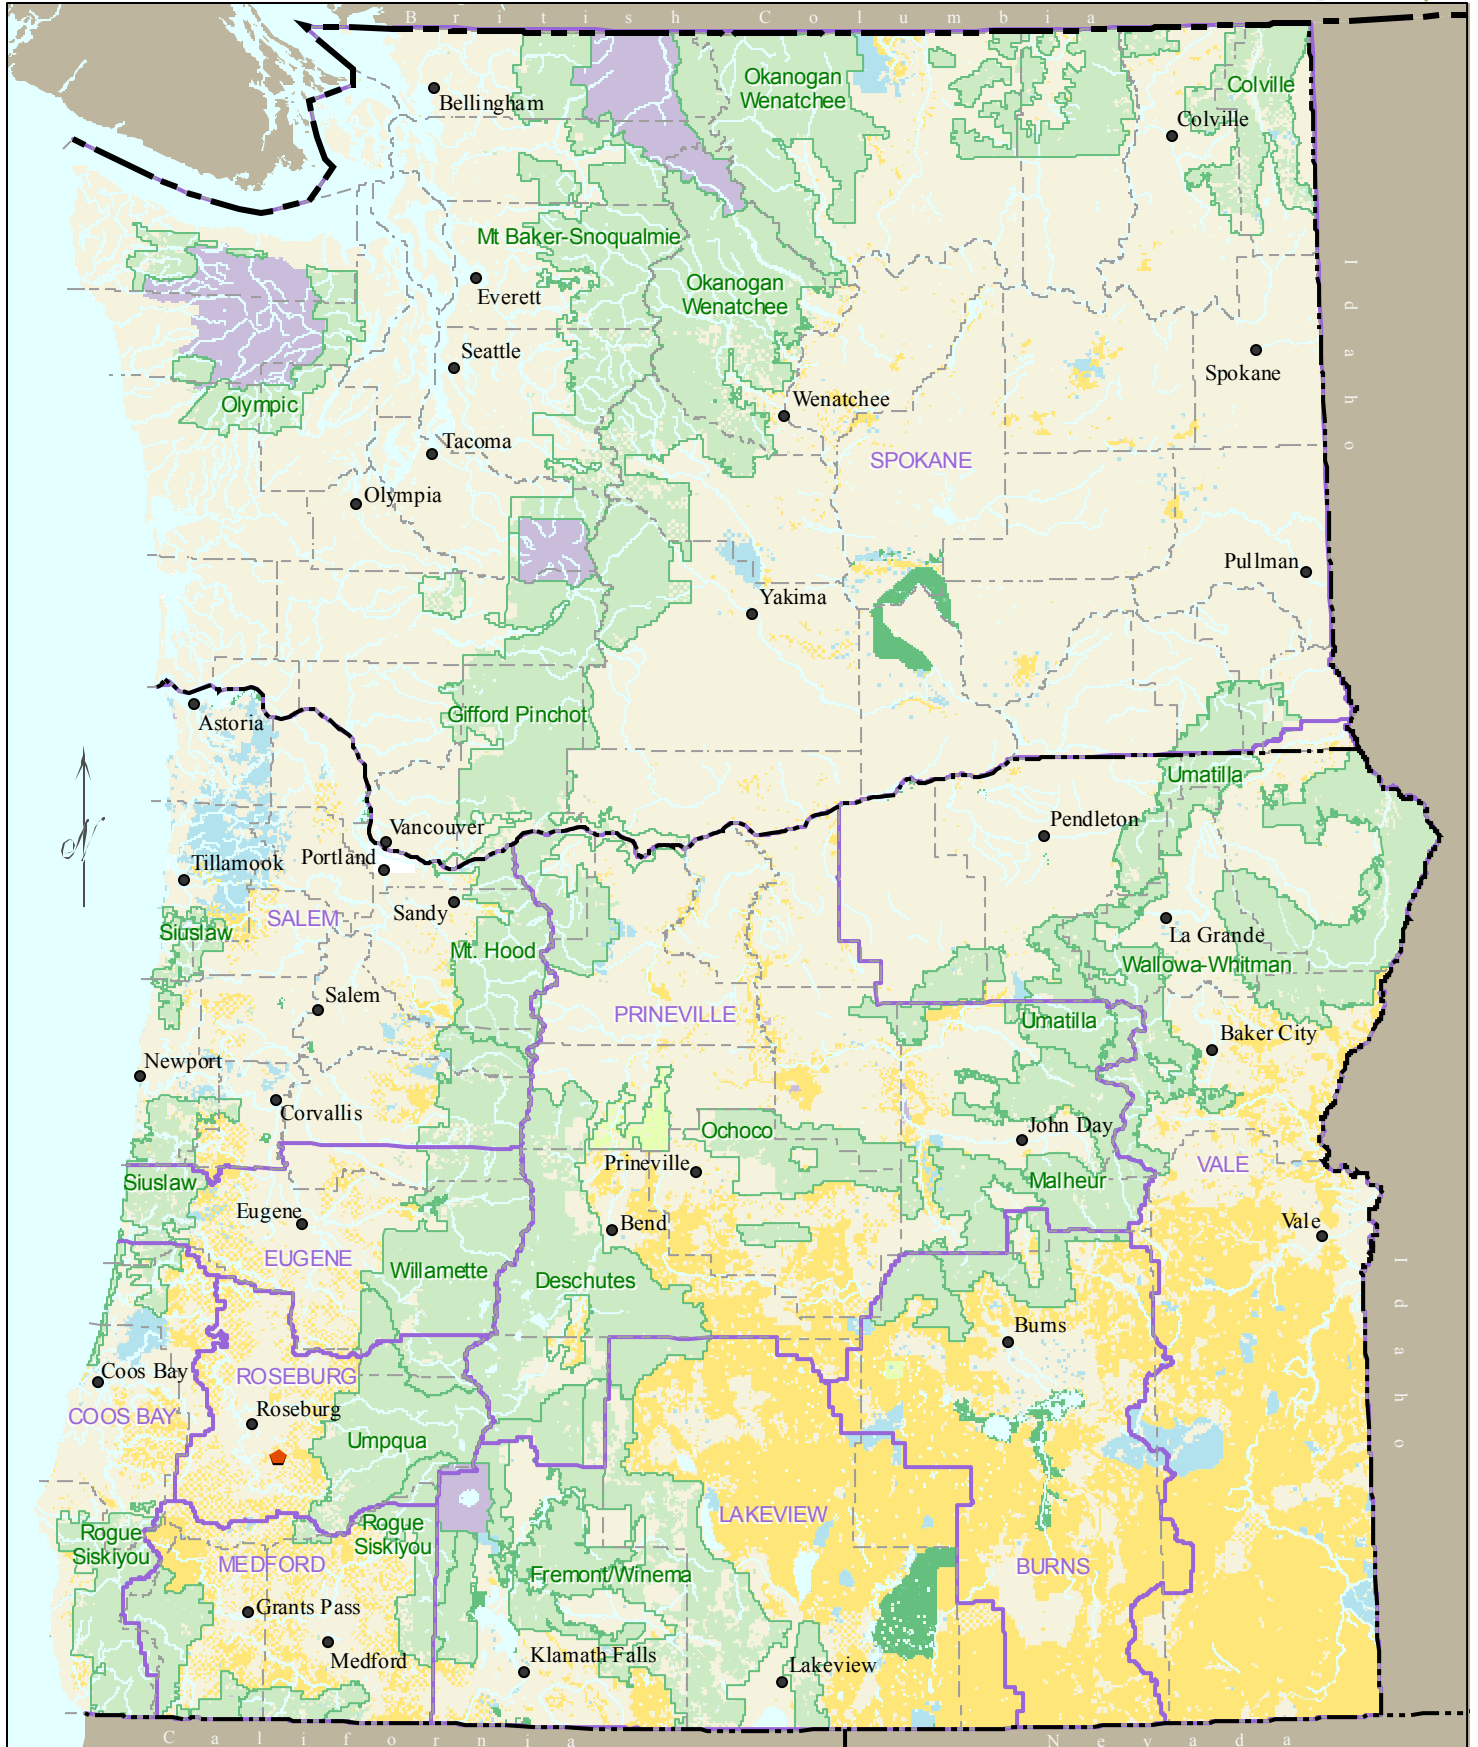 British Columbia
Okanogan
Wenatchee
Colville
Bellingham
Colville
Mt Baker-Snoqualmie
Okanogan
Wenatchee
Everett
Idaho
Seattle
Spokane
Olympic
Wenatchee
Tacoma
SPOKANE
Olympia
Pullman
Yakima
Gifford Pinchot
Astoria
Umatilla
Vancouver
Pendleton
Tillamook
Portland
Sandy
SALEM
Siuslaw
La Grande
Mt. Hood
Wallowa-Whitman
Salem
PRINEVILLE
Umatilla
Baker City
Newport
Corvallis
John Day
Ochoco
Prineville
VALE
Siuslaw
Malheur
Eugene
Bend
Vale
EUGENE
Willamette
Deschutes
Idaho
Burns
Coos Bay
ROSEBURG
COOS BAY
Roseburg
Umpqua
LAKEVIEW
Rogue
Siskiyou
Rogue
Siskiyou
MEDFORD
BURNS
Fremont/Winema
Grants Pass
Medford
Klamath Falls
Lakeview
California
Nevada